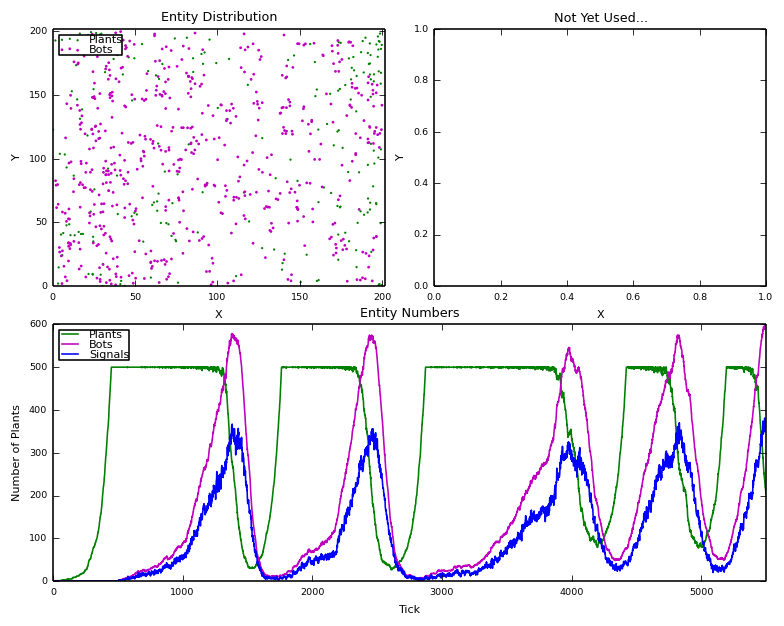 Entity Distribution
Plants
Bots
200
150
100
50
0
Y
0
50
100
150
200
X
Not Yet Used...
1.0
0.8
0.6
0.4
0.2
0.0
Y
0.0
0.2
0.4
0.6
0.8
1.0
X
Entity Numbers
Plants
Bots
Signals
600
500
400
300
200
100
0
Number of Plants
0
1000
2000
3000
4000
5000
Tick